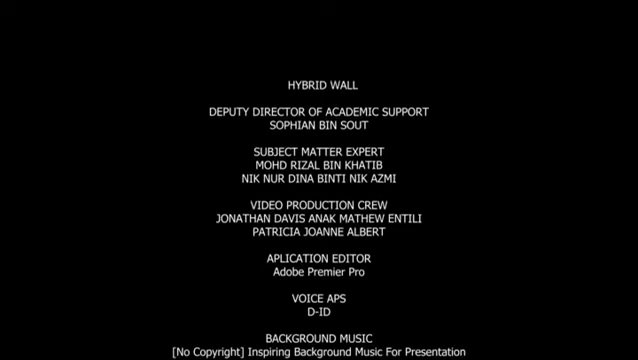 HYBRID WALL
DEPUTY DIRECTOR OF ACADEMIC SUPPORT
SOPHIAN BIN SOUT
SUBJECT MATTER EXPERT
MOHD RIZAL BIN KHATIB
NIK NUR DINA BINTI NIK AZMI
VIDEO PRODUCTION CREW
JONATHAN DAVIS ANAK MATHEW ENTILI
PATRICIA JOANNE ALBERT
APLICATION EDITOR
Adobe Premier Pro
VOICE APS
D-ID
BACKGROUND MUSIC
[No Copyright] Inspiring Background Music For Presentation